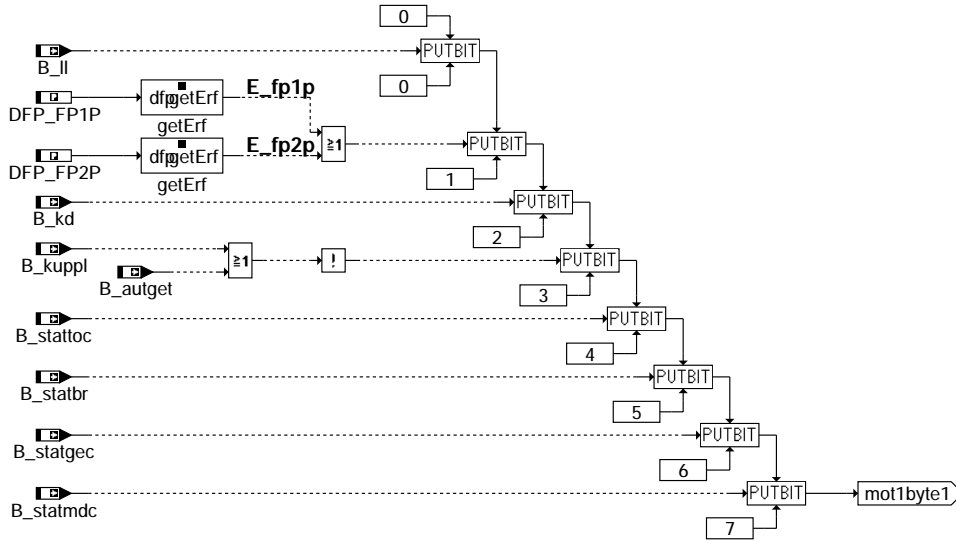 0
PUTBIT
B_ll
0
E_fp1p
dfpgetErf
DFP_FP1P
getErf
E_fp2p
≧1
PUTBIT
dfpgetErf
DFP_FP2P
getErf
1
PUTBIT
B_kd
2
B_kuppl
≧1
!
PUTBIT
B_autget
3
PUTBIT
B_stattoc
4
PUTBIT
B_statbr
5
PUTBIT
B_statgec
6
PUTBIT
mot1byte1
B_statmdc
7